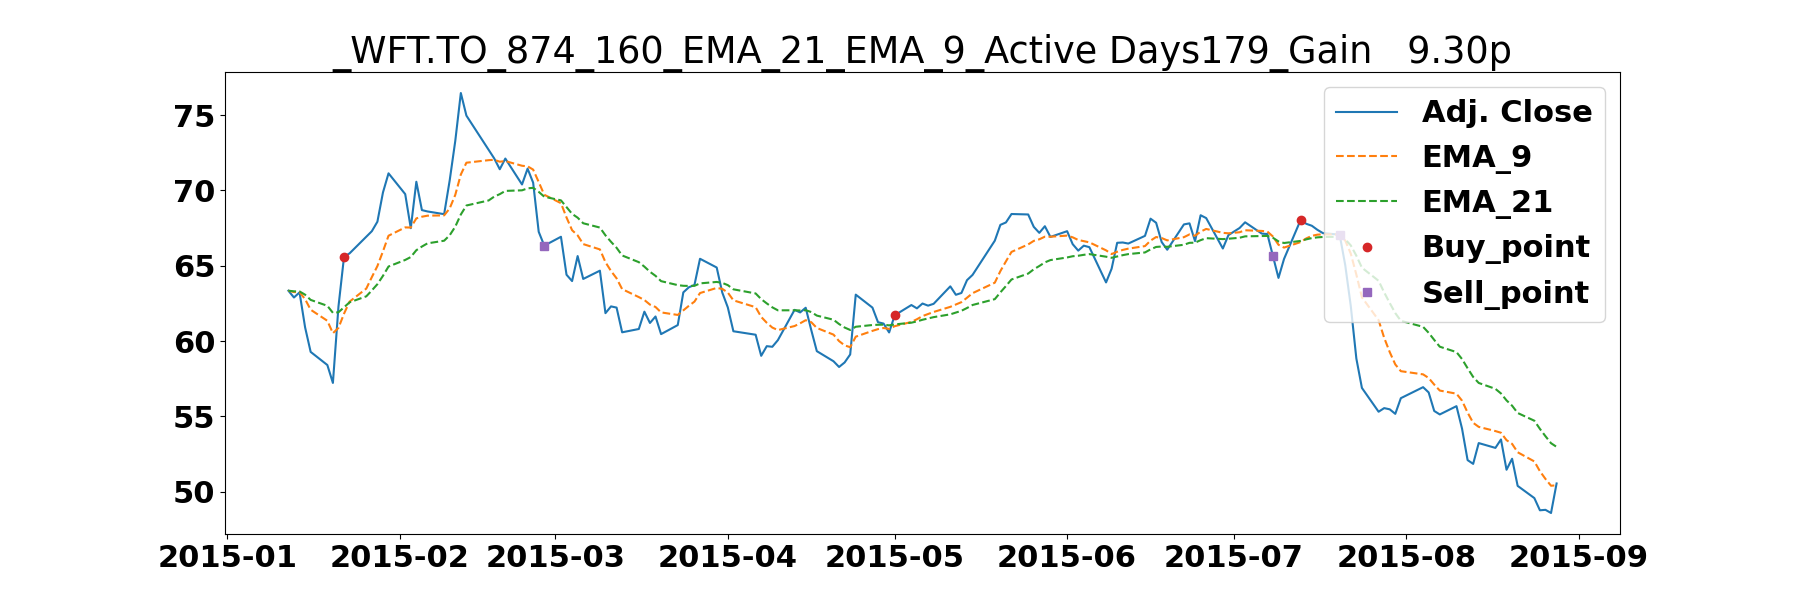 _WFT.TO_874_160_EMA_21_EMA_9_Active Days179_Gain   9.30p
75
70
65
60
55
50
Adj. Close
EMA_9
EMA_21
Buy_point
Sell_point
2015-01 2015-02 2015-03 2015-04 2015-05 2015-06 2015-07 2015-08 2015-09